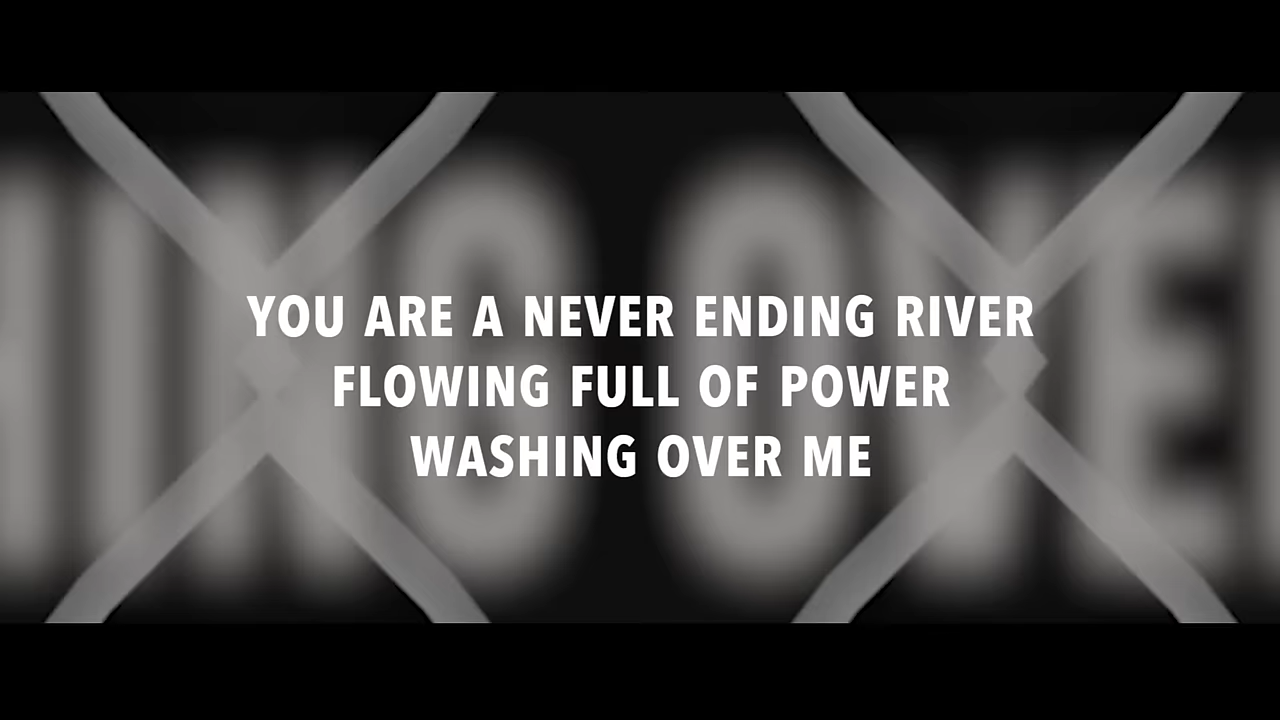 YOU ARE A NEVER ENDING RIVER
FLOWING FULL OF POWER
WASHING OVER ME